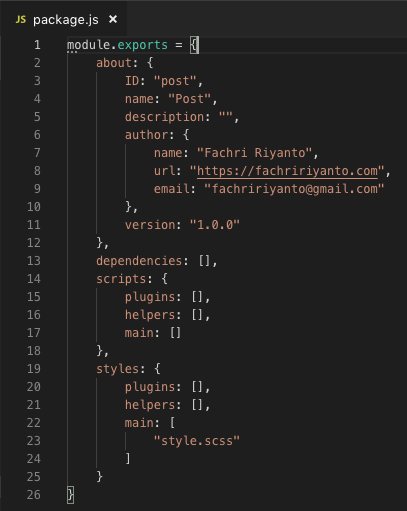 JS package.js ×
1 module.exports = {
2     about: {
3         ID: "post",
4         name: "Post",
5         description: "",
6         author: {
7             name: "Fachri Riyanto",
8             url: "https://fachririyanto.com",
9             email: "fachririyanto@gmail.com"
10         },
11         version: "1.0.0"
12     },
13     dependencies: [],
14     scripts: {
15         plugins: [],
16         helpers: [],
17         main: []
18     },
19     styles: {
20         plugins: [],
21         helpers: [],
22         main: [
23             "style.scss"
24         ]
25     }
26 }